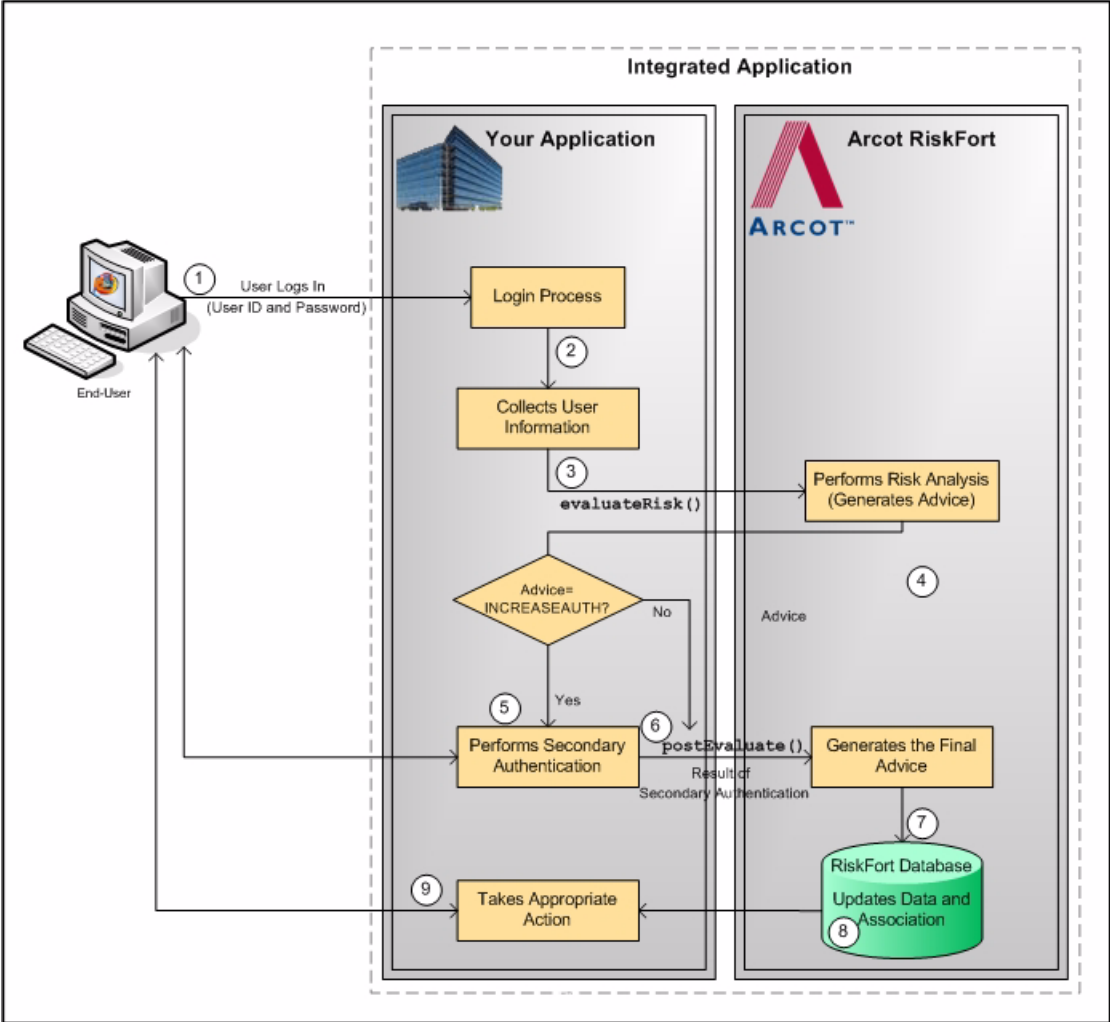 Integrated Application
Your Application
Arcot RiskFort
ARCOT™
1
User Logs In
(User ID and Password)
End-User
Login Process
2
Collects User
Information
3
evaluateRisk()
Performs Risk Analysis
(Generates Advice)
4
Advice=
INCREASEAUTH?
No
Advice
Yes
5
6
Performs Secondary
Authentication
postEvaluate()
Result of
Secondary Authentication
Generates the Final
Advice
7
RiskFort Database
Updates Data and
Association
8
9
Takes Appropriate
Action